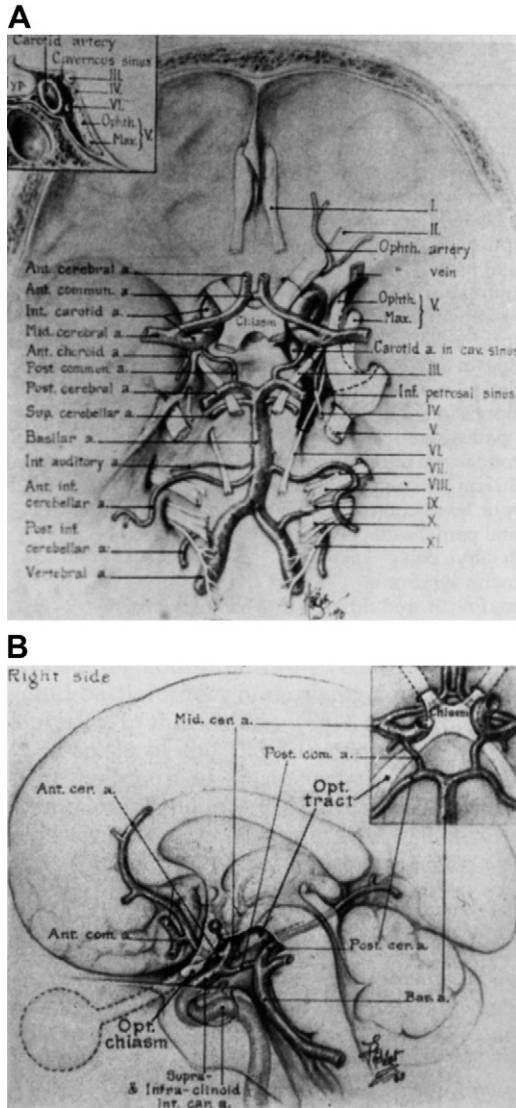 A
Carotid artery
Cavernous sinus
yp.
III.
IV.
VI.
Ophth.
Max.
V.
I.
II.
Ophth. artery
" vein
Ophth.
Max.
V.
Carotid a. in cav. sinus
III.
Inf. petrosal sinus
IV.
V.
VI.
VII.
VIII.
IX.
X.
XI.
Ant. cerebral a.
Ant. commun. a
Int. carotid a.
Mid. cerebral a.
Ant. choroid a.
Post. commun. a.
Post. cerebral a
Sup. cerebellar a.
Basilar a.
Int. auditory a
Ant. inf.
cerebellar a.
Post. inf.
cerebellar a.
Vertebral a.
Chiasm
B
Right side
Mid. cer. a.
Post. com. a.
Opt.
tract
Ant. cer. a.
Ant. com. a.
Post. cer. a.
Bas. a.
Opt.
chiasm
Supra-
& Intra-clinoid
Int. car. a.
Chiasm